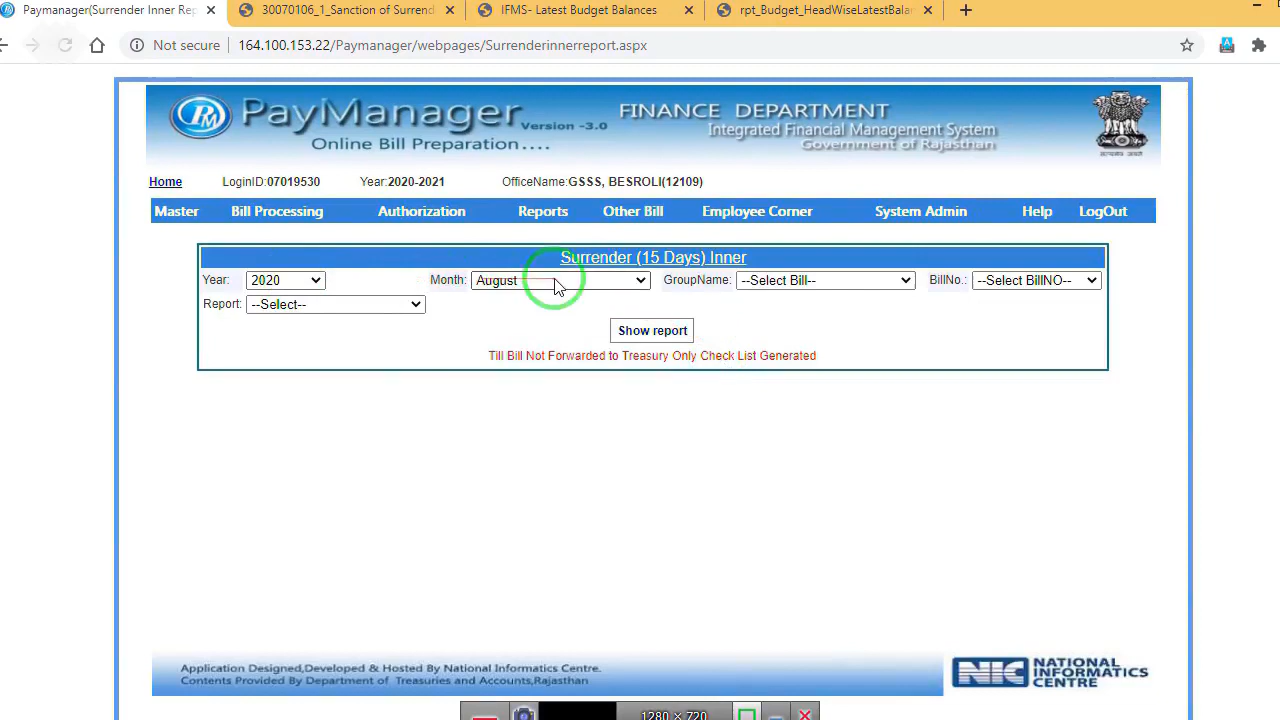 Paymanager(Surrender Inner Rep
30070106_1_Sanction of Surrend
IFMS- Latest Budget Balances
rpt_Budget_HeadWiseLatestBalan
Not secure
164.100.153.22/Paymanager/webpages/Surrenderinnerreport.aspx
PM PayManager Version -3.0
Online Bill Preparation....
FINANCE DEPARTMENT
Integrated Financial Management System
Government of Rajasthan
Home LoginID:07019530 Year:2020-2021 OfficeName:GSSS, BESROLI(12109)
Master Bill Processing Authorization Reports Other Bill Employee Corner System Admin Help LogOut
Surrender (15 Days) Inner
Year: 2020 Month: August GroupName: --Select Bill-- BillNo.: --Select BillNO--
Report: --Select--
Show report
Till Bill Not Forwarded to Treasury Only Check List Generated
Application Designed,Developed & Hosted By National Informatics Centre.
Contents Provided By Department of Treasuries and Accounts,Rajasthan
NIC NATIONAL INFORMATICS CENTRE
1280 × 720